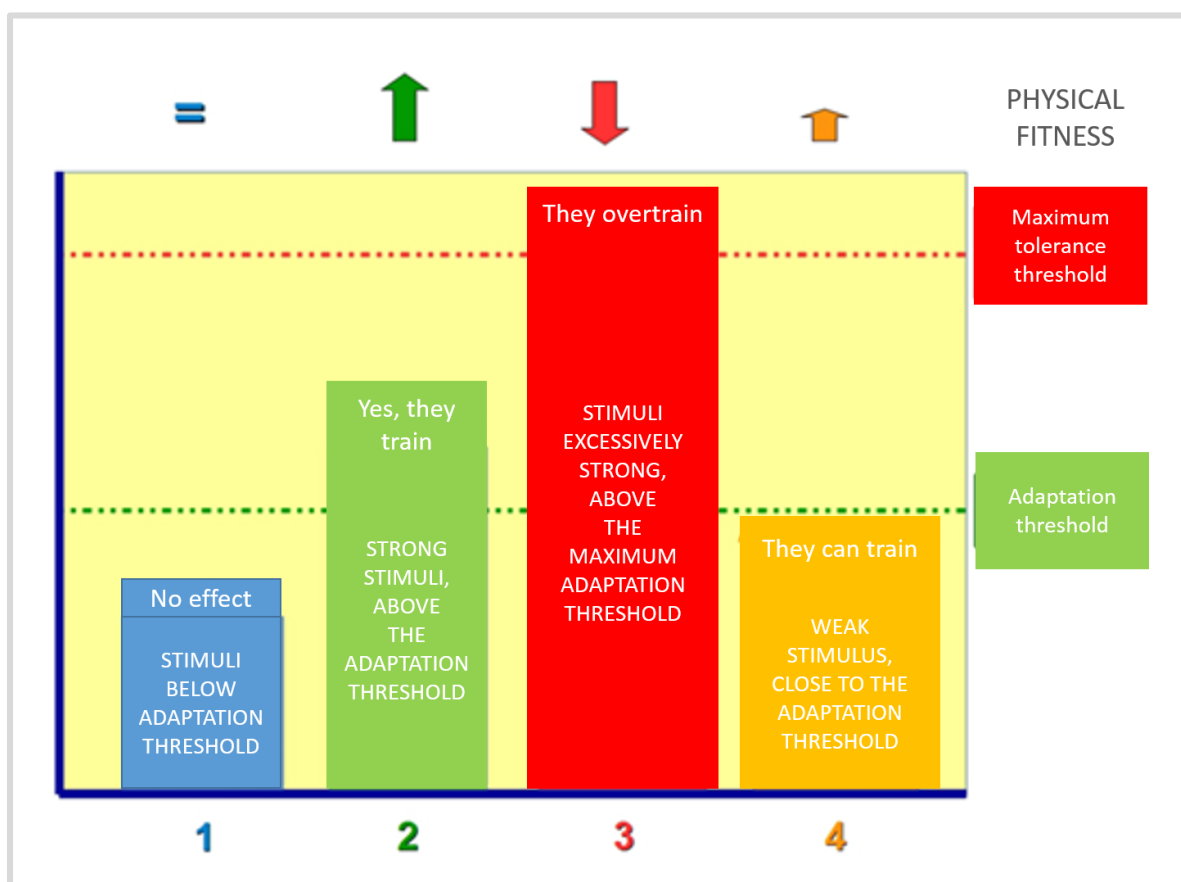 =
PHYSICAL
FITNESS
They overtrain
Maximum
tolerance
threshold
Yes, they
train
STIMULI
EXCESSIVELY
STRONG,
ABOVE
THE
MAXIMUM
ADAPTATION
THRESHOLD
Adaptation
threshold
They can train
STRONG
STIMULI,
ABOVE
THE
ADAPTATION
THRESHOLD
No effect
STIMULI
BELOW
ADAPTATION
THRESHOLD
WEAK
STIMULUS,
CLOSE TO THE
ADAPTATION
THRESHOLD
1
2
3
4